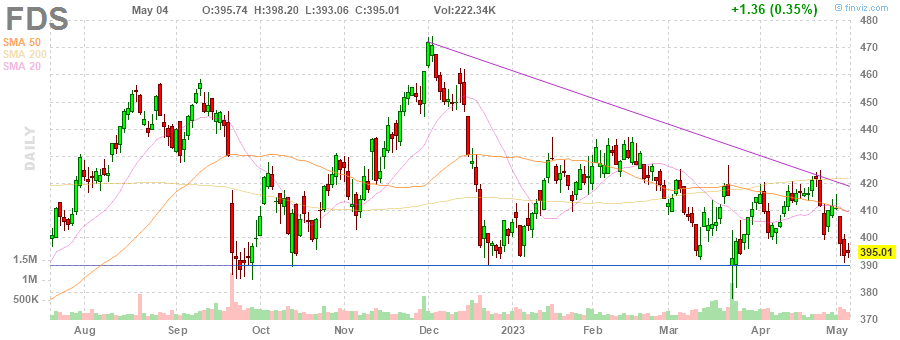 FDS
May 04 O:395.74 H:398.20 L:393.06 C:395.01 Vol:222.34K +1.36 (0.35%)
© finviz.com
SMA 50
SMA 200
SMA 20
DAILY
480
470
460
450
440
430
420
410
400
395.01
390
380
370
1.5M
1M
500K
Aug Sep Oct Nov Dec 2023 Feb Mar Apr May